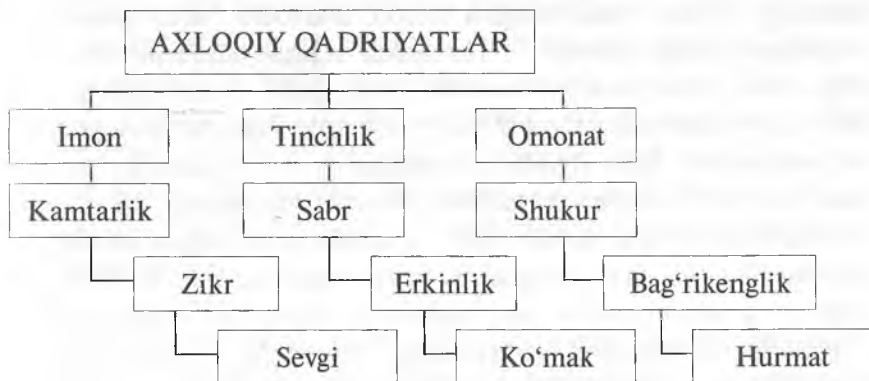 AXLOQIY QADRIYATLAR
Imon Tinchlik Omonat
Kamtarlik Sabr Shukur
Zikr Erkinlik Bag‘rikenglik
Sevgi Ko‘mak Hurmat